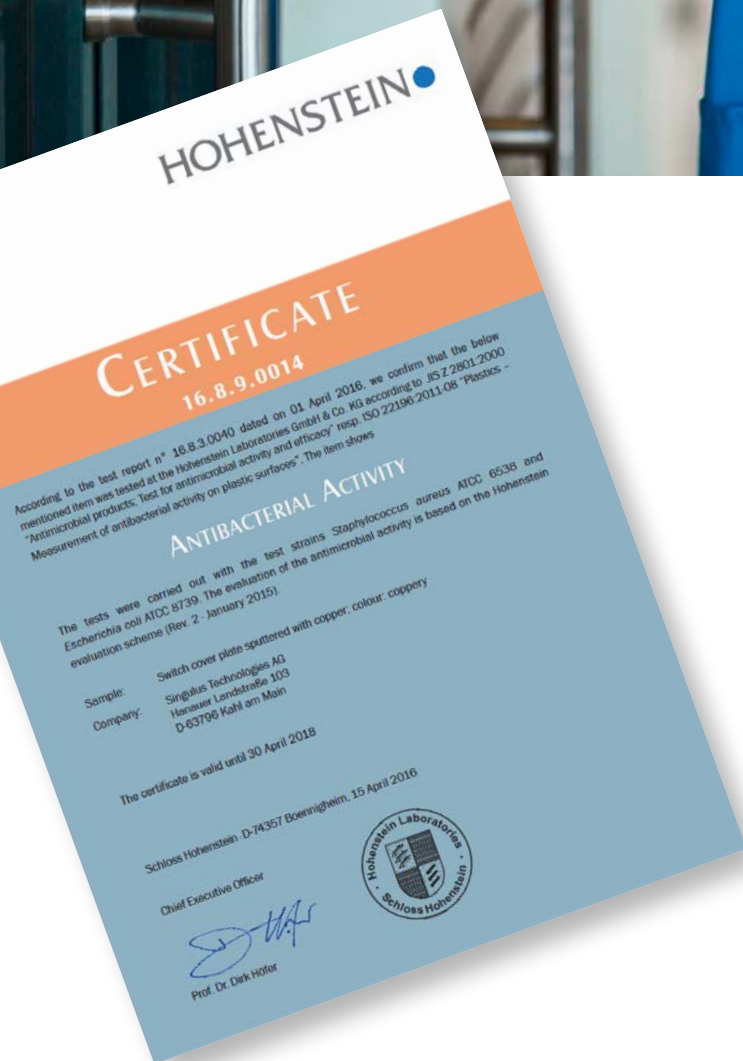 HOHENSTEIN
CERTIFICATE
16.8.9.0014
According to the test report n° 16.8.3.0040 dated on 01 April 2016, we confirm that the below
mentioned item was tested at the Hohenstein Laboratories GmbH & Co. KG according to JIS Z 2801:2000
"Antimicrobial products; Test for antimicrobial activity and efficacy" resp. ISO 22196:2011-08 "Plastics –
Measurement of antibacterial activity on plastic surfaces". The item shows
ANTIBACTERIAL ACTIVITY
The tests were carried out with the test strains Staphylococcus aureus ATCC 6538 and
Escherichia coli ATCC 8739. The evaluation of the antimicrobial activity is based on the Hohenstein
evaluation scheme (Rev. 2 - January 2015).
Sample: Switch cover plate sputtered with copper; colour: coppery
Company: Singulus Technologies AG
Hanauer Landstraße 103
D-63796 Kahl am Main
The certificate is valid until 30 April 2018
Schloss Hohenstein D-74357 Boennigheim, 15 April 2016
Hohenstein Laboratories
· Schloss Hohenstein ·
Chief Executive Officer
Prof. Dr. Dirk Höfer